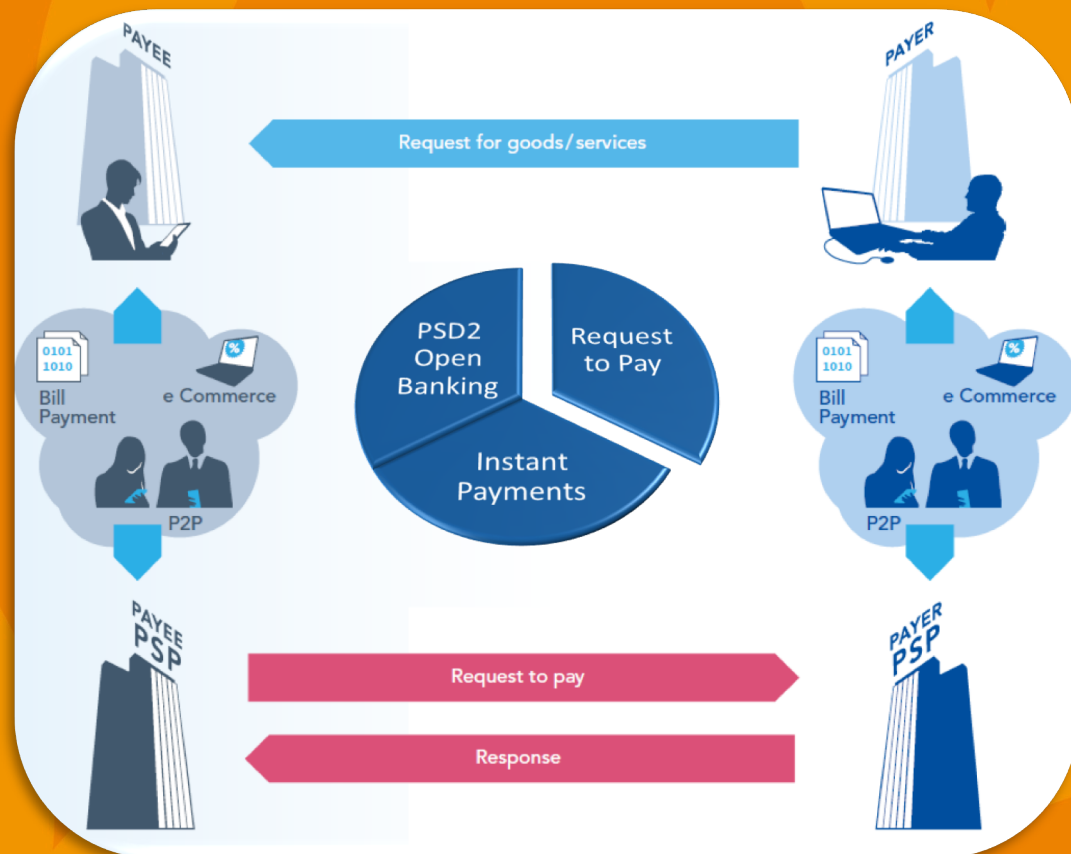 PAYEE
PAYER
Request for goods/services
PSD2
Open
Banking
Request
to Pay
Instant
Payments
0101
1010
%
Bill
Payment
e Commerce
P2P
0101
1010
%
Bill
Payment
e Commerce
P2P
PAYEE
PSP
PAYER
PSP
Request to pay
Response